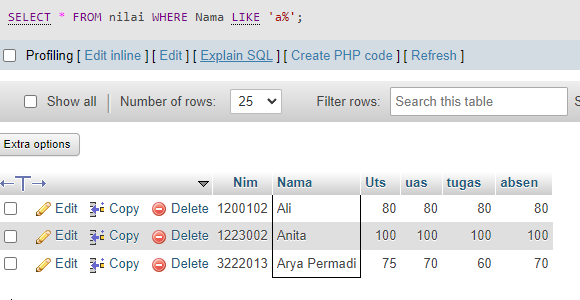 SELECT * FROM nilai WHERE Nama LIKE 'a%';
Profiling [ Edit inline ] [ Edit ] [ Explain SQL ] [ Create PHP code ] [ Refresh ]
Show all | Number of rows: 25 Filter rows: Search this table S
Extra options
←T→ Nim Nama Uts uas tugas absen
Edit Copy Delete 1200102 Ali 80 80 80 80
Edit Copy Delete 1223002 Anita 100 100 100 100
Edit Copy Delete 3222013 Arya Permadi 75 70 60 70